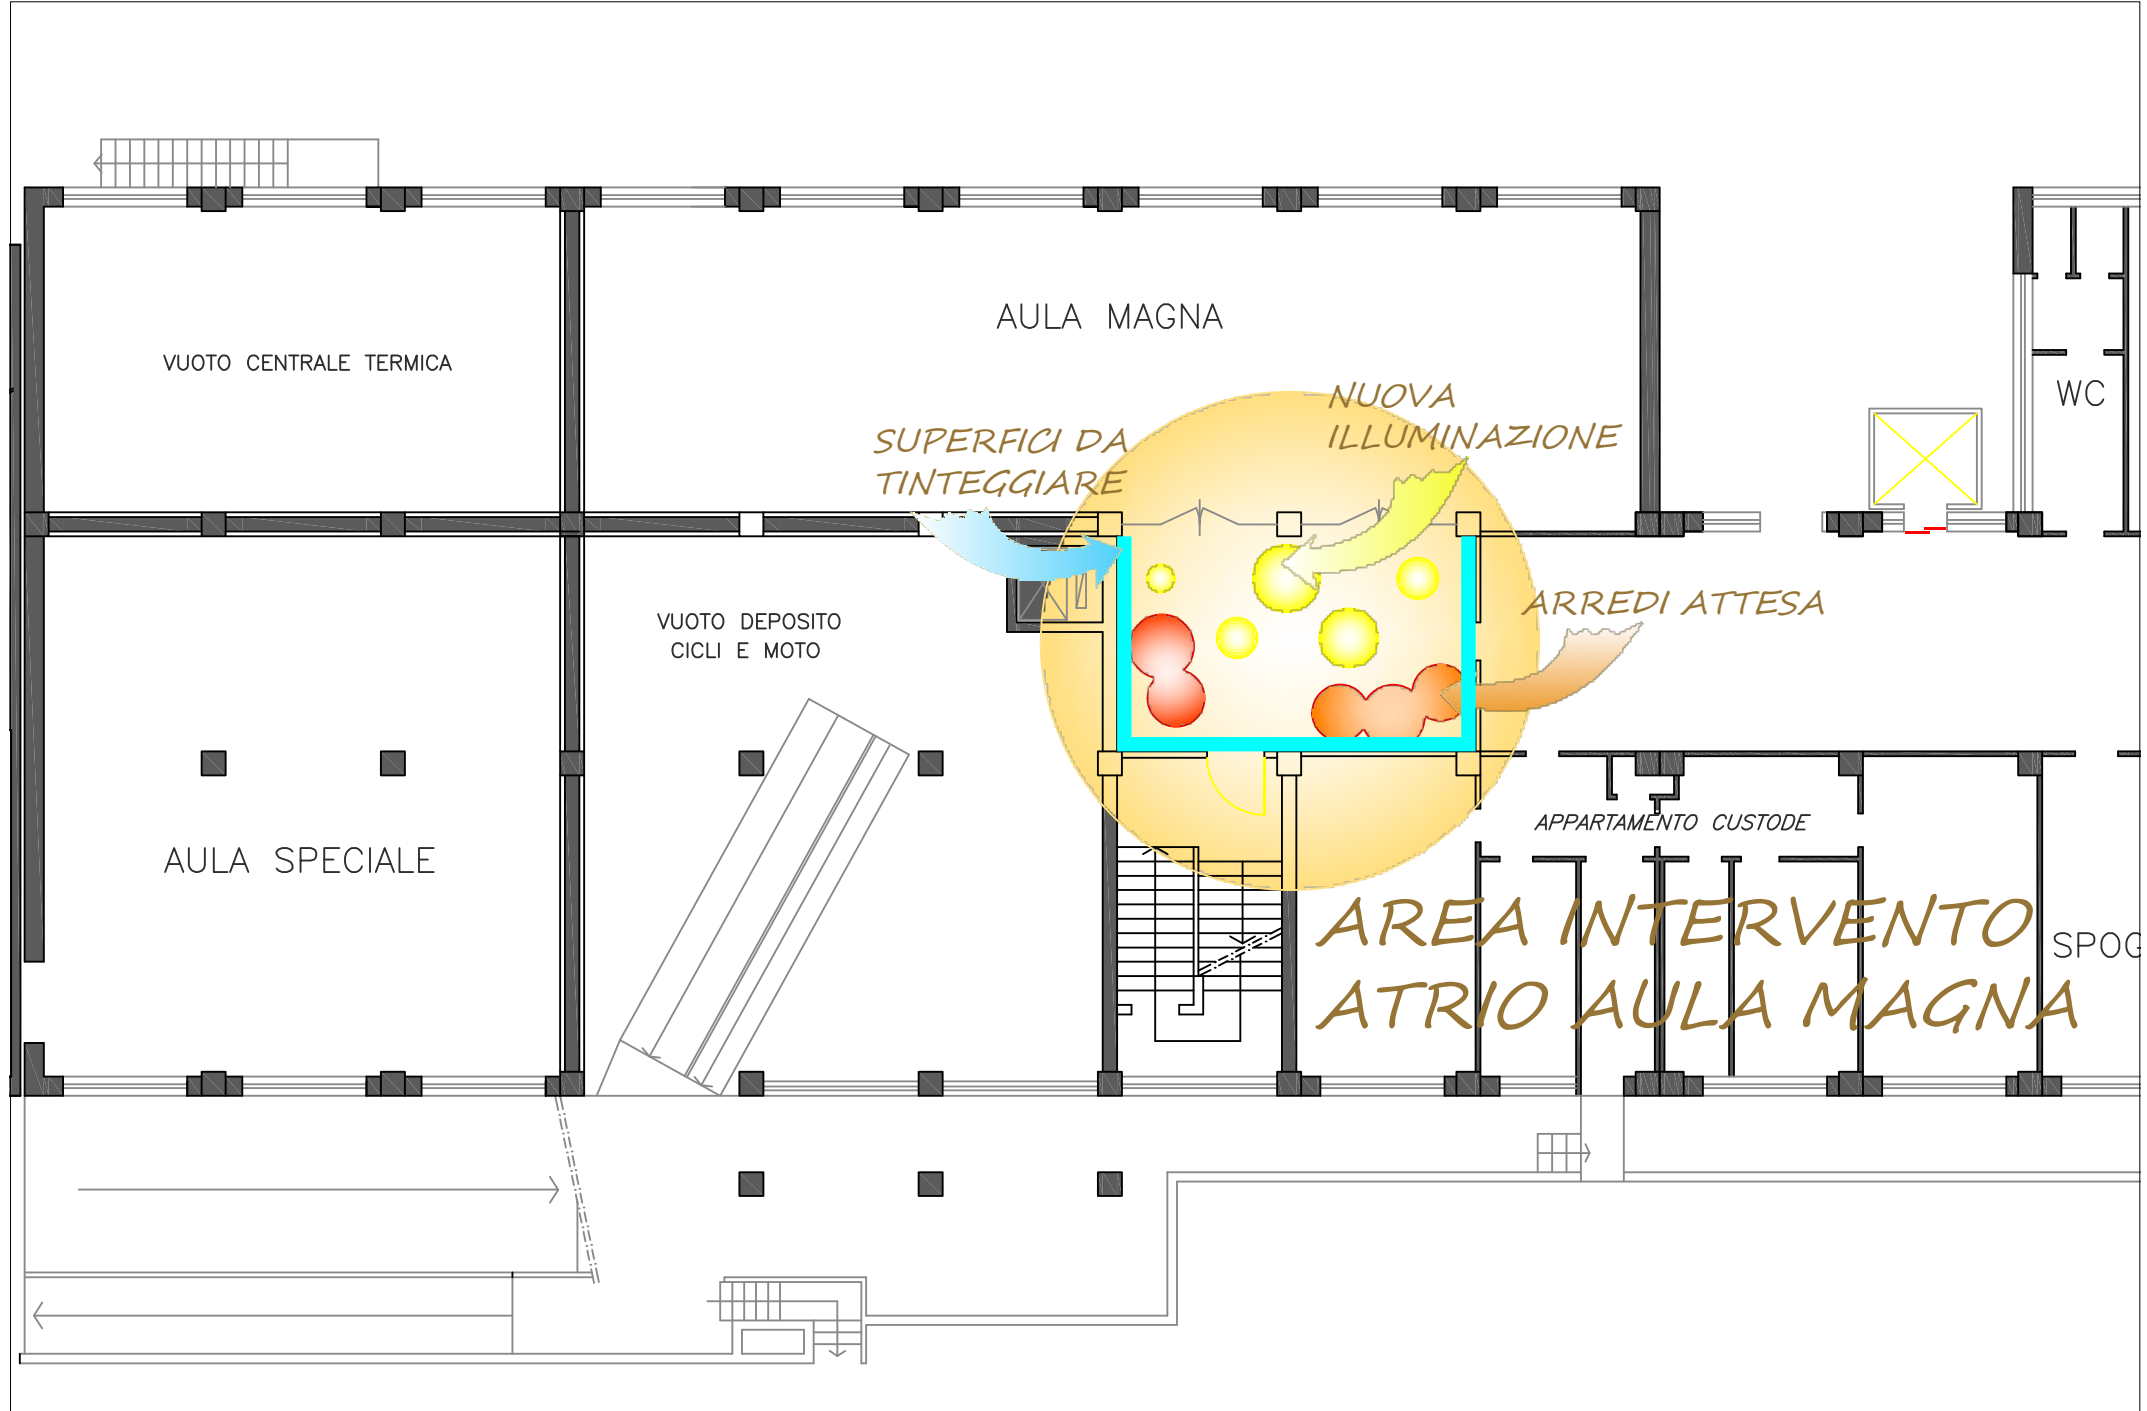 AULA MAGNA
VUOTO CENTRALE TERMICA
WC
NUOVA
ILLUMINAZIONE
SUPERFICI DA
TINTEGGIARE
ARREDI ATTESA
VUOTO DEPOSITO
CICLI E MOTO
APPARTAMENTO CUSTODE
AULA SPECIALE
AREA INTERVENTO
ATRIO AULA MAGNA
SPOG